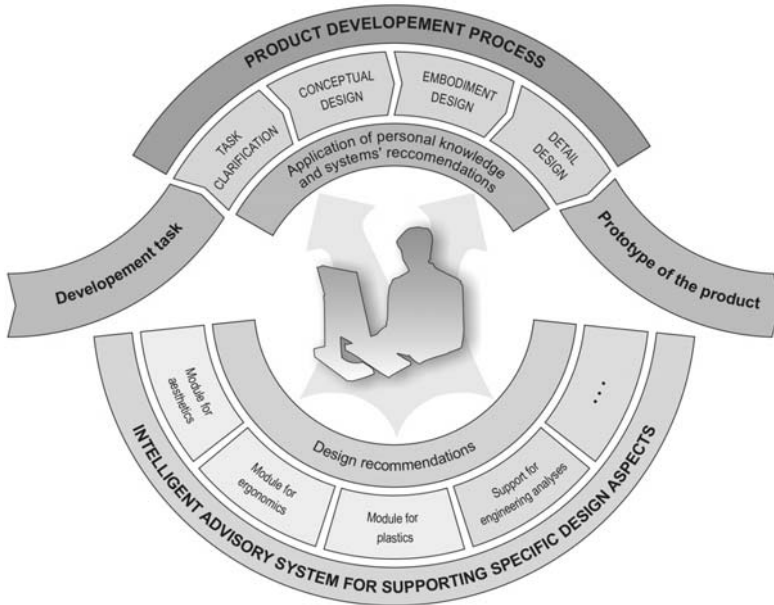 PRODUCT DEVELOPEMENT PROCESS
TASK
CLARIFICATION
CONCEPTUAL
DESIGN
EMBODIMENT
DESIGN
DETAIL
DESIGN
Application of personal knowledge
and systems' reccomendations
Developement task
Prototype of the product
Module for
aesthetics
Module for
ergonomics
Module for
plastics
Support for
engineering analyses
...
Design recommendations
INTELLIGENT ADVISORY SYSTEM FOR SUPPORTING SPECIFIC DESIGN ASPECTS